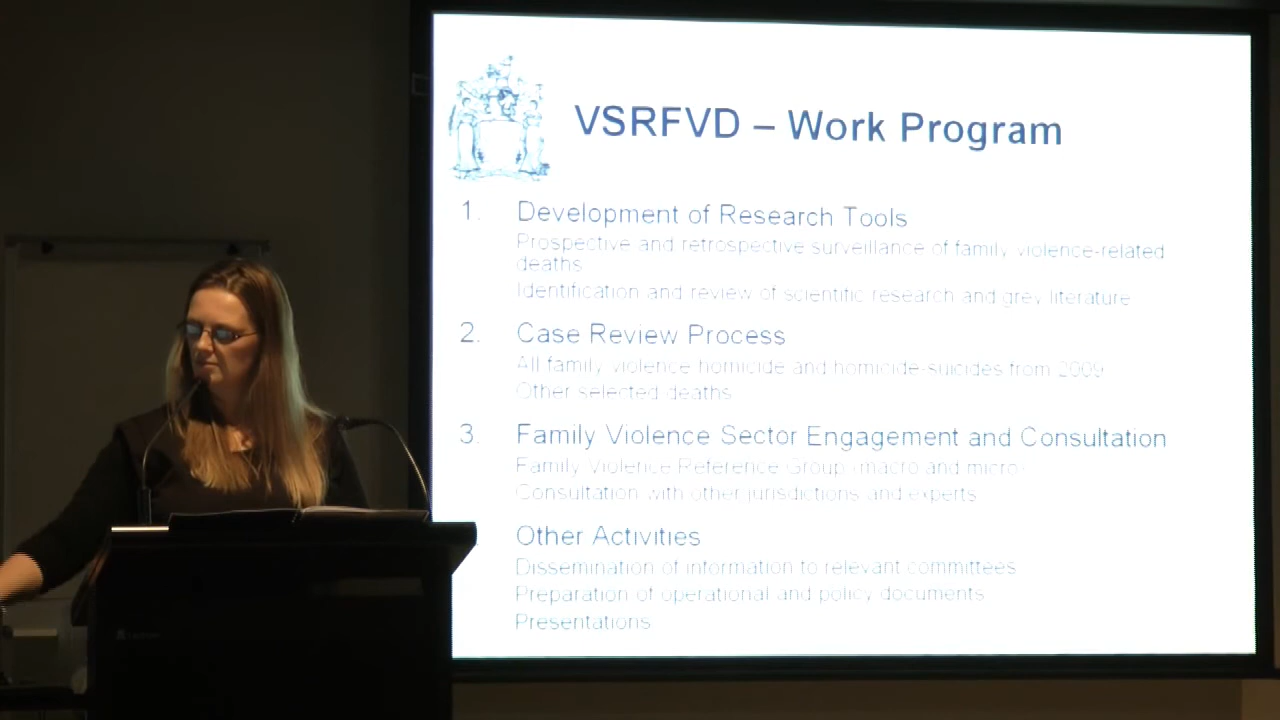 VSRFVD – Work Program
1. Development of Research Tools
Prospective and retrospective surveillance of family violence-related
deaths
Identification and review of scientific research and grey literature
2. Case Review Process
All family violence homicide and homicide-suicides from 2009
Other selected deaths
3. Family Violence Sector Engagement and Consultation
Family Violence Reference Group (macro and micro)
Consultation with other jurisdictions and experts
Other Activities
Dissemination of information to relevant committees
Preparation of operational and policy documents
Presentations